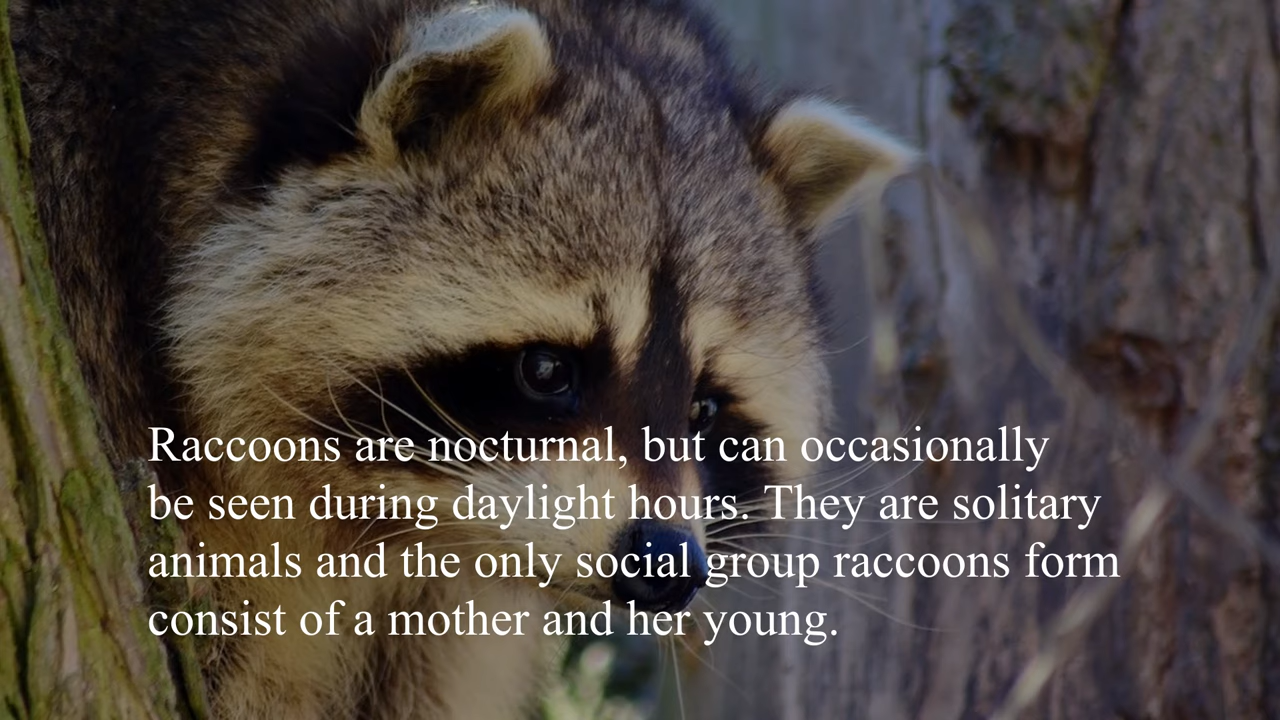 Raccoons are nocturnal, but can occasionally
be seen during daylight hours. They are solitary
animals and the only social group raccoons form
consist of a mother and her young.